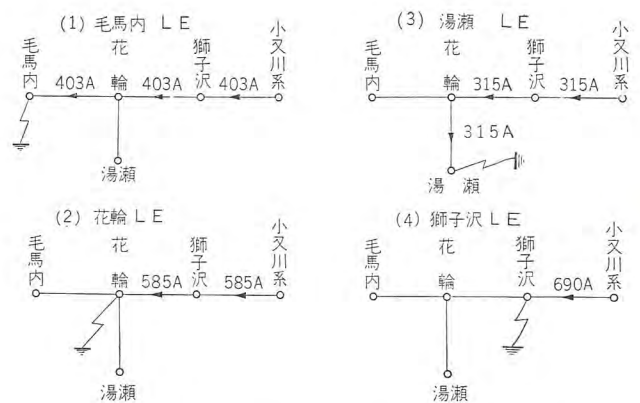 (1) 毛馬内 LE
毛馬内
花輪
獅子沢
小又川系
403A
403A
403A
湯瀬
(3) 湯瀬 LE
毛馬内
花輪
獅子沢
小又川系
315A
315A
315A
湯瀬
(2) 花輪 LE
毛馬内
花輪
獅子沢
小又川系
585A
585A
湯瀬
(4) 獅子沢 LE
毛馬内
花輪
獅子沢
小又川系
690A
湯瀬